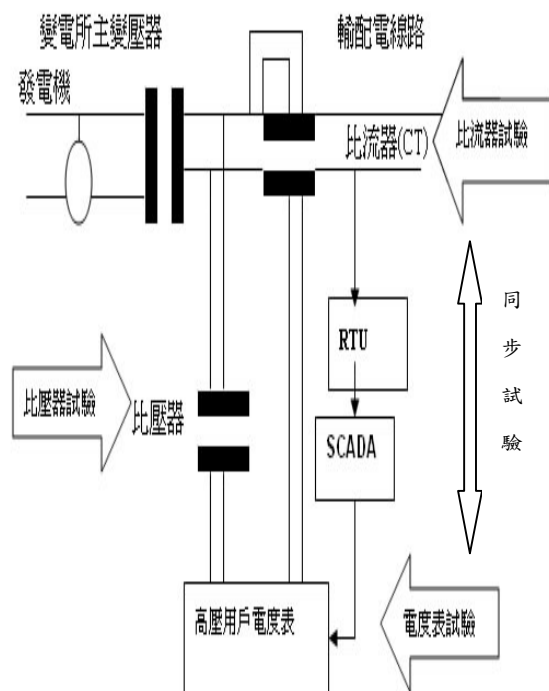 變電所主變壓器
輸配電線路
發電機
比流器(CT)
比流器試驗
同步試驗
RTU
比壓器試驗
比壓器
SCADA
高壓用戶電度表
電度表試驗